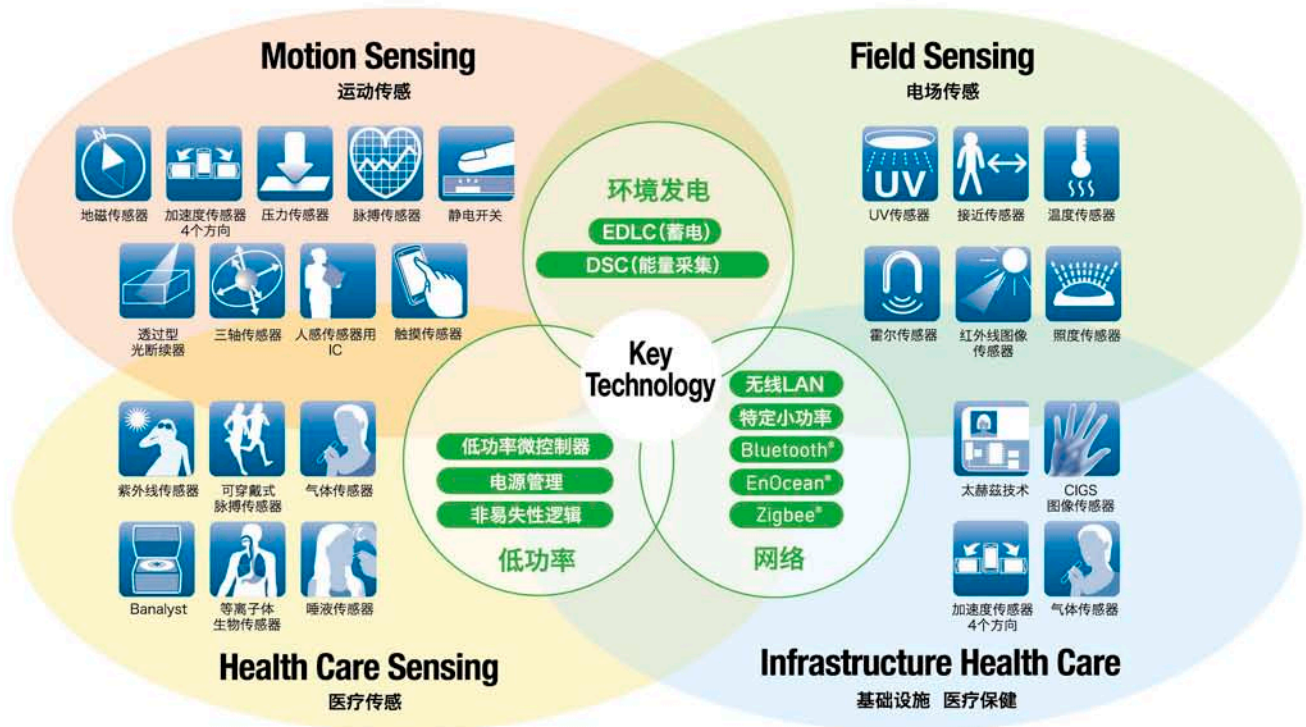 Motion Sensing
运动传感
N
地磁传感器
加速度传感器
4个方向
压力传感器
脉搏传感器
静电开关
透过型
光断续器
三轴传感器
人感传感器用
IC
触摸传感器
Field Sensing
电场传感
UV
UV传感器
接近传感器
温度传感器
霍尔传感器
红外线图像
传感器
照度传感器
环境发电
EDLC(蓄电)
DSC(能量采集)
Key
Technology
低功率微控制器
电源管理
非易失性逻辑
低功率
无线LAN
特定小功率
Bluetooth®
EnOcean®
Zigbee®
网络
紫外线传感器
可穿戴式
脉搏传感器
气体传感器
Banalyst
等离子体
生物传感器
唾液传感器
Health Care Sensing
医疗传感
太赫兹技术
CIGS
图像传感器
加速度传感器
4个方向
气体传感器
Infrastructure Health Care
基础设施 医疗保健